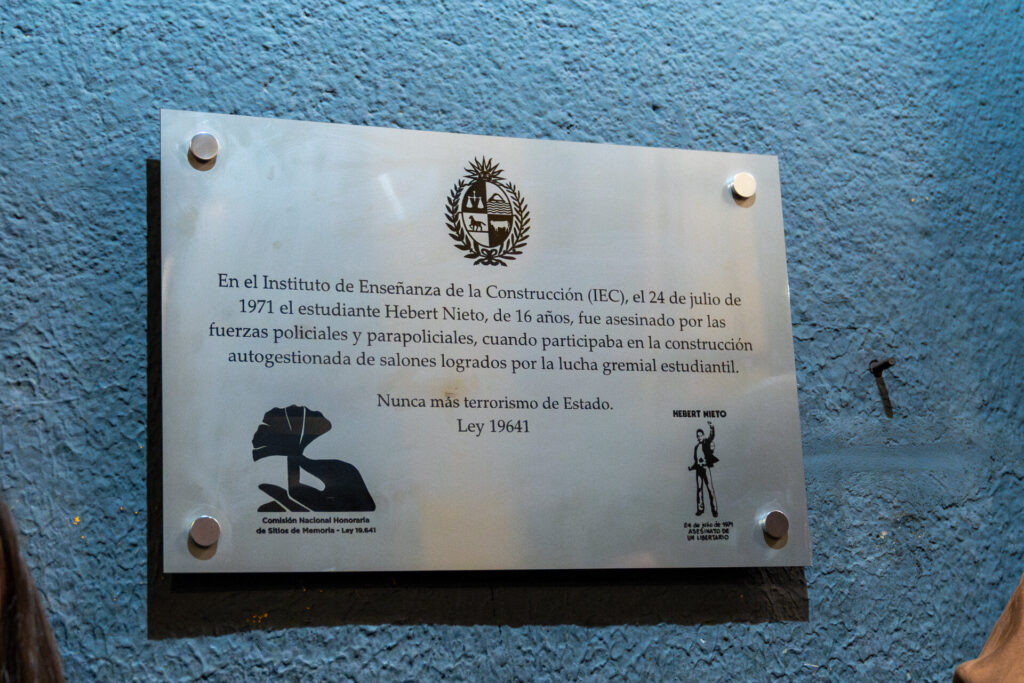 En el Instituto de Enseñanza de la Construcción (IEC), el 24 de julio de
1971 el estudiante Hebert Nieto, de 16 años, fue asesinado por las
fuerzas policiales y parapoliciales, cuando participaba en la construcción
autogestionada de salones logrados por la lucha gremial estudiantil.
Nunca más terrorismo de Estado.
Ley 19641
Comisión Nacional Honoraria
de Sitios de Memoria - Ley 19.641
HEBERT NIETO
24 de julio de 1971
ASESINATO DE
UN LIBERTARIO